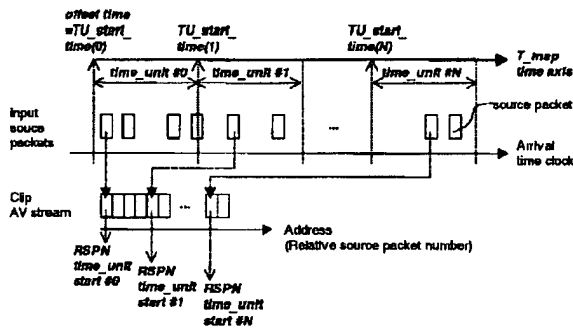 offset time
=TU_start_
time(0)
TU_start_
time(1)
TU_start_
time(N)
T_map
time axis
time_unit #0
time_unit #1
time_unit #N
source packet
input
souce
packets
...
Arrival
time clock
Clip
AV stream
...
Address
(Relative source packet number)
RSPN
time_unit
start #0
RSPN
time_unit
start #1
RSPN
time_unit
start #N